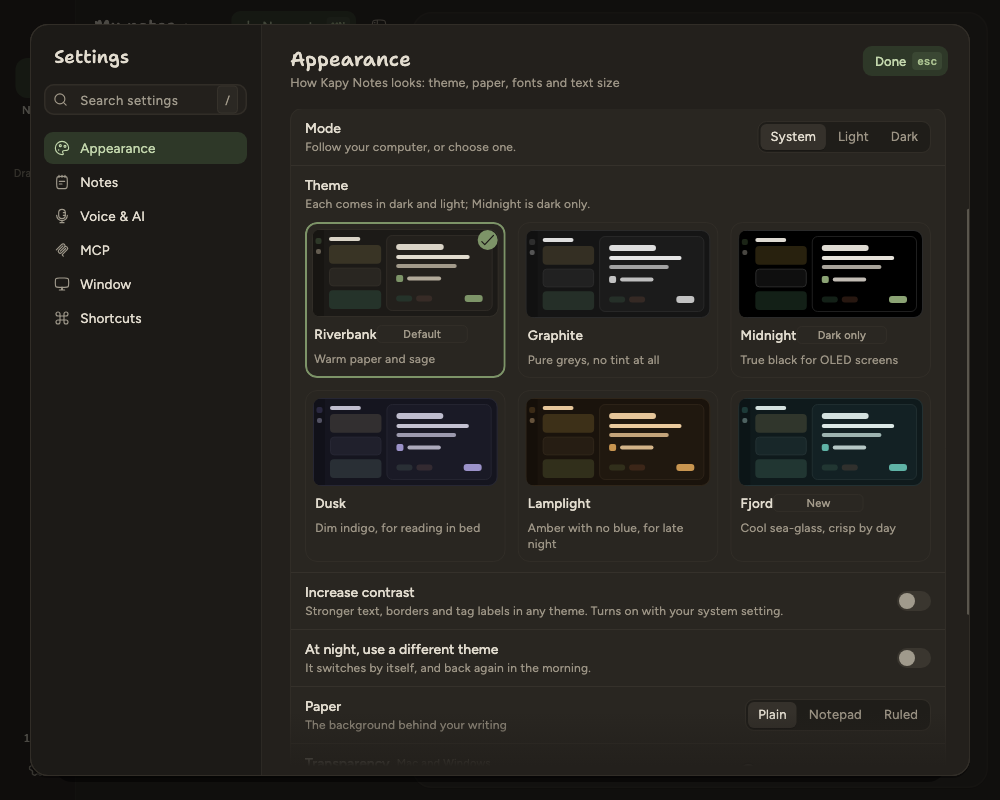 My notes
Settings
Search settings /
Appearance
Notes
Voice & AI
MCP
Window
Shortcuts
Appearance
How Kapy Notes looks: theme, paper, fonts and text size
Done esc
Mode
Follow your computer, or choose one.
System Light Dark
Theme
Each comes in dark and light; Midnight is dark only.
Riverbank Default
Warm paper and sage
Graphite
Pure greys, no tint at all
Midnight Dark only
True black for OLED screens
Dusk
Dim indigo, for reading in bed
Lamplight
Amber with no blue, for late
night
Fjord New
Cool sea-glass, crisp by day
Increase contrast
Stronger text, borders and tag labels in any theme. Turns on with your system setting.
At night, use a different theme
It switches by itself, and back again in the morning.
Paper
The background behind your writing
Plain Notepad Ruled
Transparency Mac and Windows